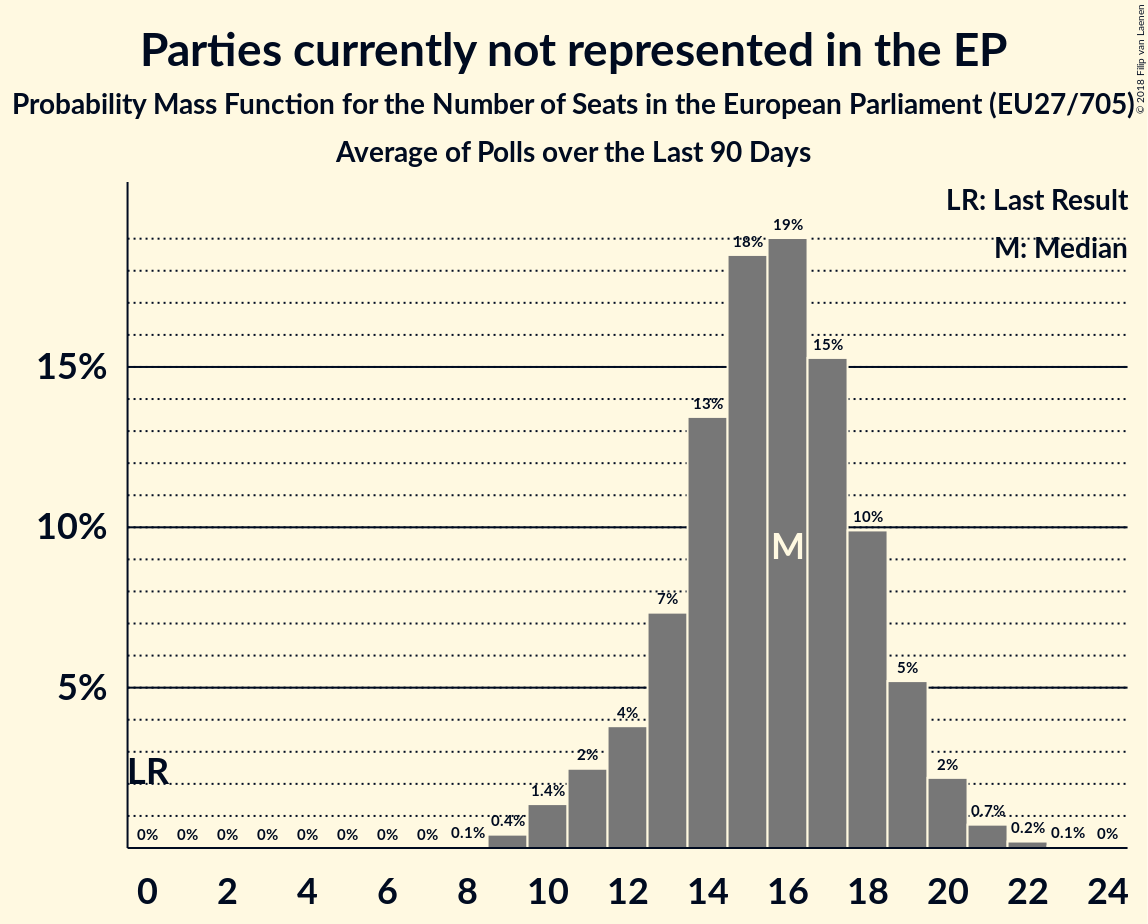 Parties currently not represented in the EP
Probability Mass Function for the Number of Seats in the European Parliament (EU27/705)
Average of Polls over the Last 90 Days
© 2018 Filip van Laenen
LR: Last Result
M: Median
19%
18%
15%
15%
13%
10%
10%
M
7%
5%
5%
4%
2%
LR
2%
1.4%
0.4%
0.7%
0% 0% 0% 0% 0% 0% 0% 0% 0.1% 0.2% 0.1% 0%
0 2 4 6 8 10 12 14 16 18 20 22 24